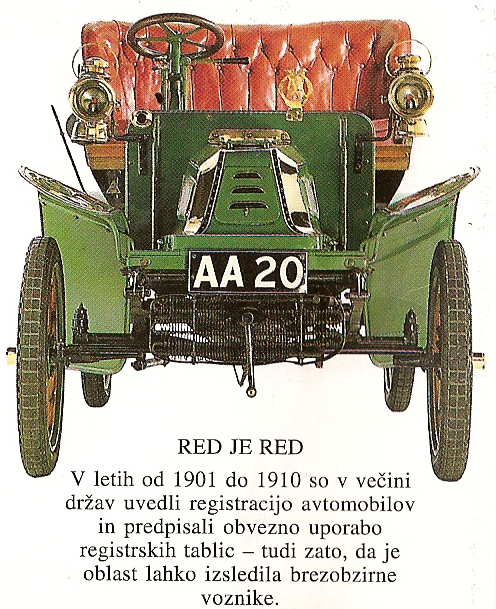 AA 20
RED JE RED
V letih od 1901 do 1910 so v večini
držav uvedli registracijo avtomobilov
in predpisali obvezno uporabo
registrskih tablic – tudi zato, da je
oblast lahko izsledila brezobzirne
voznike.